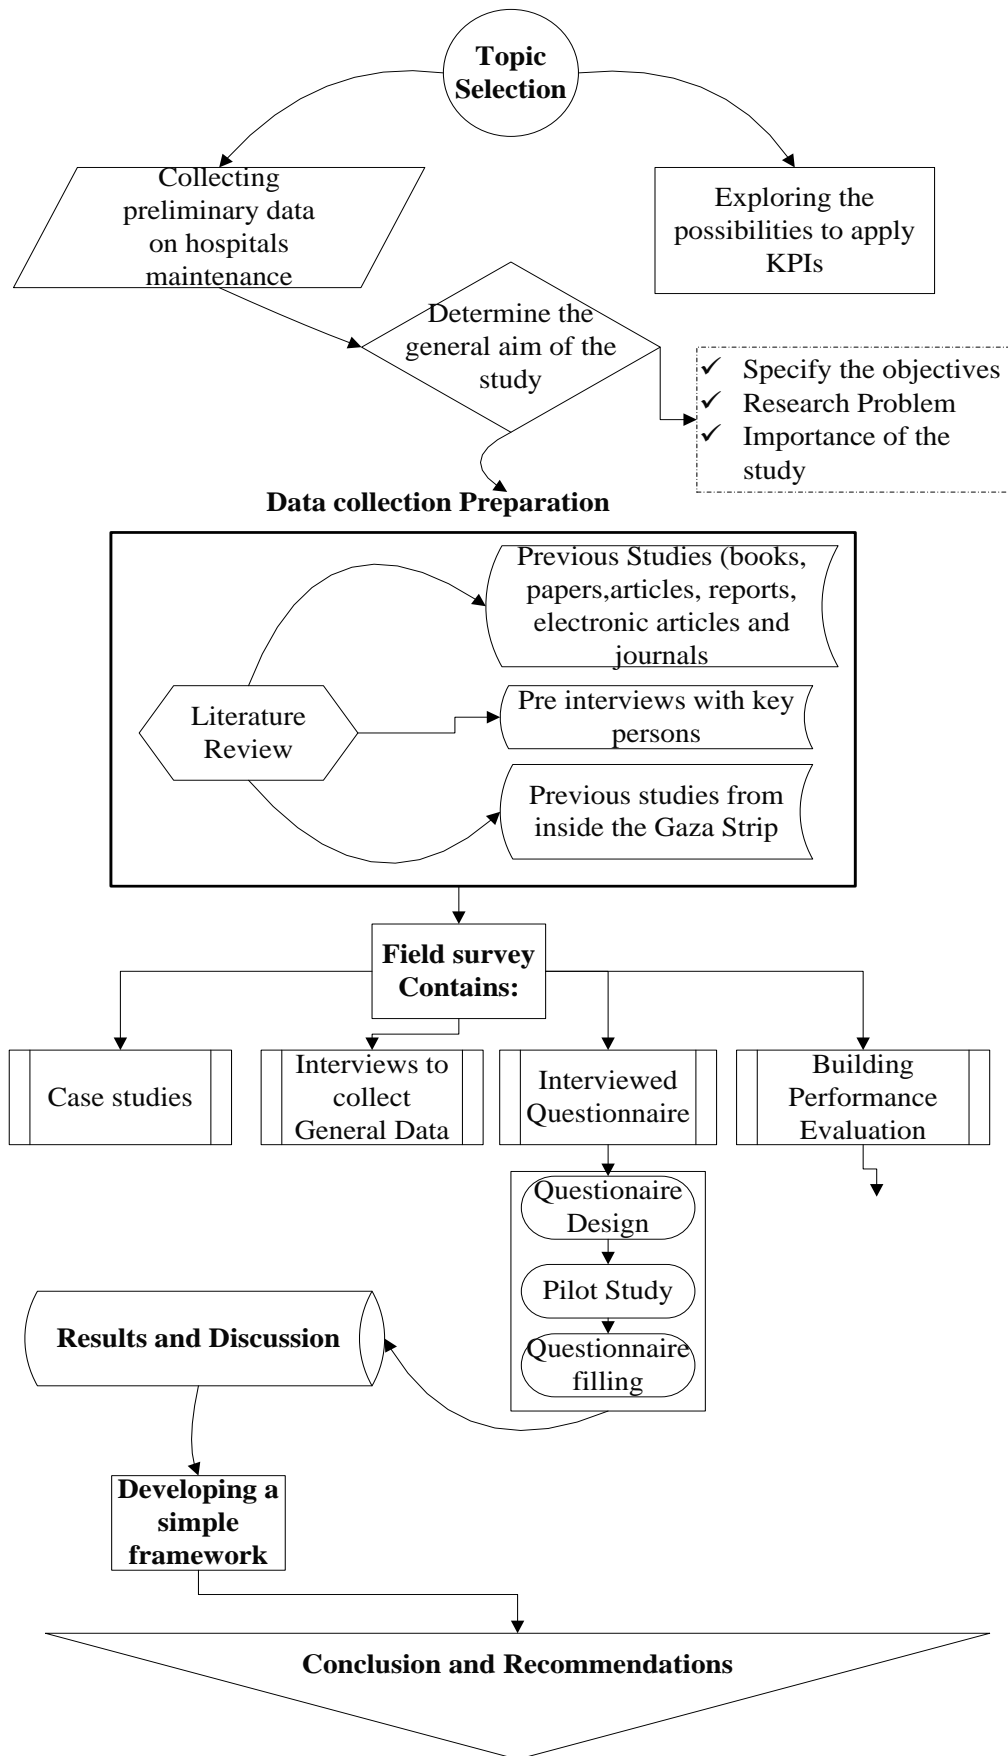 Topic
Selection
Collecting
preliminary data
on hospitals
maintenance
Exploring the
possibilities to apply
KPIs
Determine the
general aim of the
study
✓ Specify the objectives
✓ Research Problem
✓ Importance of the
study
Data collection Preparation
Previous Studies (books,
papers,articles, reports,
electronic articles and
journals
Literature
Review
Pre interviews with key
persons
Previous studies from
inside the Gaza Strip
Field survey
Contains:
Case studies
Interviews to
collect
General Data
Interviewed
Questionnaire
Building
Performance
Evaluation
Questionaire
Design
Pilot Study
Questionnaire
filling
Results and Discussion
Developing a
simple
framework
Conclusion and Recommendations